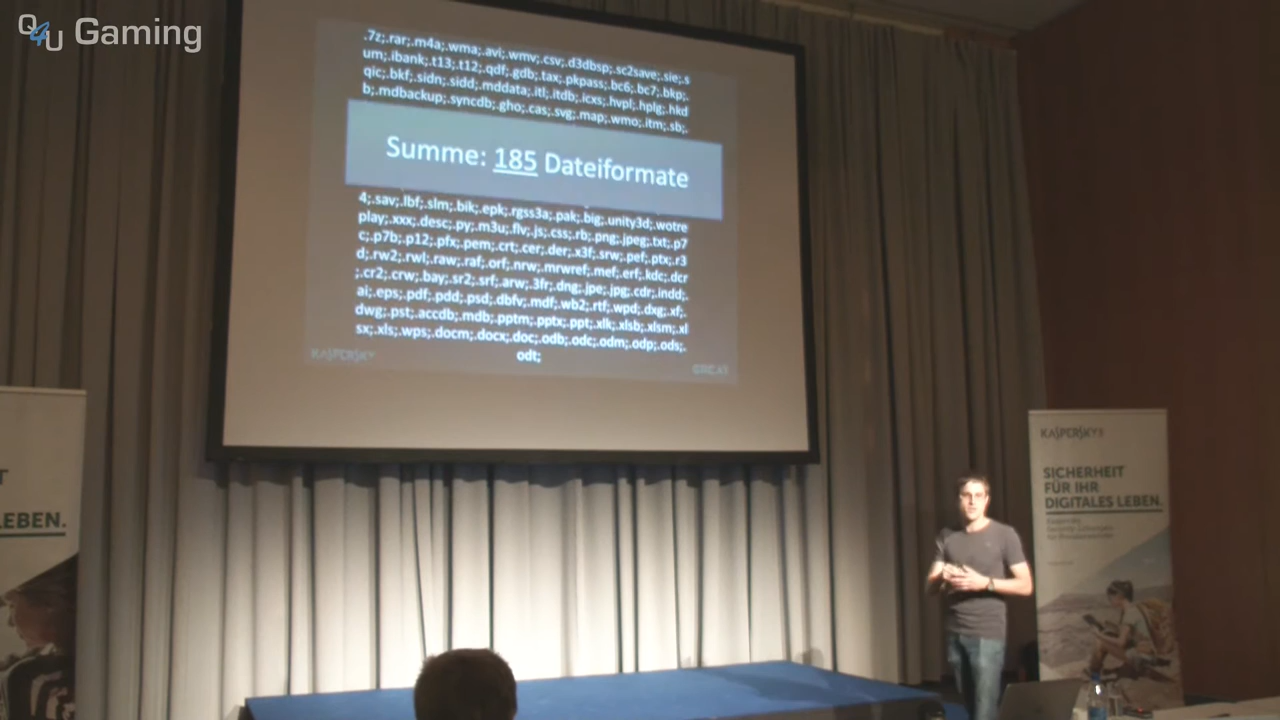 Q4U Gaming
.7z;.rar;.m4a;.wma;.avi;.wmv;.csv;.d3dbsp;.sc2save;.sie;.s
um;.ibank;.t13;.t12;.qdf;.gdb;.tax;.pkpass;.bc6;.bc7;.bkp;.
qic;.bkf;.sidn;.sidd;.mddata;.itl;.itdb;.icxs;.hvpl;.hplg;.hkd
b;.mdbackup;.syncdb;.gho;.cas;.svg;.map;.wmo;.itm;.sb;.
Summe: 185 Dateiformate
4;.sav;.lbf;.slm;.bik;.epk;.rgss3a;.pak;.big;.unity3d;.wotre
play;.xxx;.desc;.py;.m3u;.flv;.js;.css;.rb;.png;.jpeg;.txt;.p7
c;.p7b;.p12;.pfx;.pem;.crt;.cer;.der;.x3f;.srw;.pef;.ptx;.r3
d;.rw2;.rwl;.raw;.raf;.orf;.nrw;.mrwref;.mef;.erf;.kdc;.dcr
;.cr2;.crw;.bay;.sr2;.srf;.arw;.3fr;.dng;.jpe;.jpg;.cdr;.indd;.
ai;.eps;.pdf;.pdd;.psd;.dbfv;.mdf;.wb2;.rtf;.wpd;.dxg;.xf;.
dwg;.pst;.accdb;.mdb;.pptm;.pptx;.ppt;.xlk;.xlsb;.xlsm;.xl
sx;.xls;.wps;.docm;.docx;.doc;.odb;.odc;.odm;.odp;.ods;.
odt;
KASPERSKY
T
LEBEN.
KASPERSKY
SICHERHEIT
FÜR IHR
DIGITALES LEBEN.